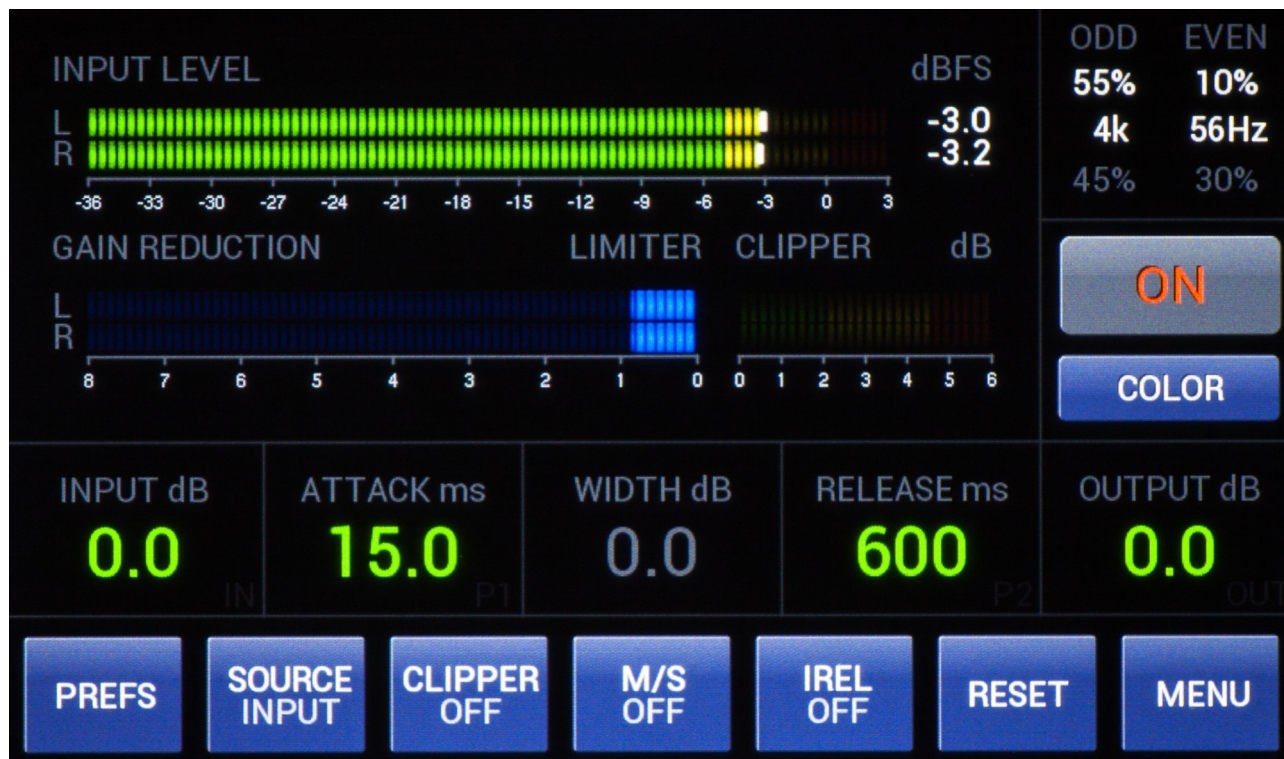 INPUT LEVEL dBFS
L -3.0
R -3.2
-36 -33 -30 -27 -24 -21 -18 -15 -12 -9 -6 -3 0 3
GAIN REDUCTION LIMITER CLIPPER dB
L
R
8 7 6 5 4 3 2 1 0 0 1 2 3 4 5 6
ODD EVEN
55% 10%
4k 56Hz
45% 30%
ON
COLOR
INPUT dB ATTACK ms WIDTH dB RELEASE ms OUTPUT dB
0.0 15.0 0.0 600 0.0
IN P1 P2 OUT
PREFS
SOURCE
INPUT
CLIPPER
OFF
M/S
OFF
IREL
OFF
RESET
MENU